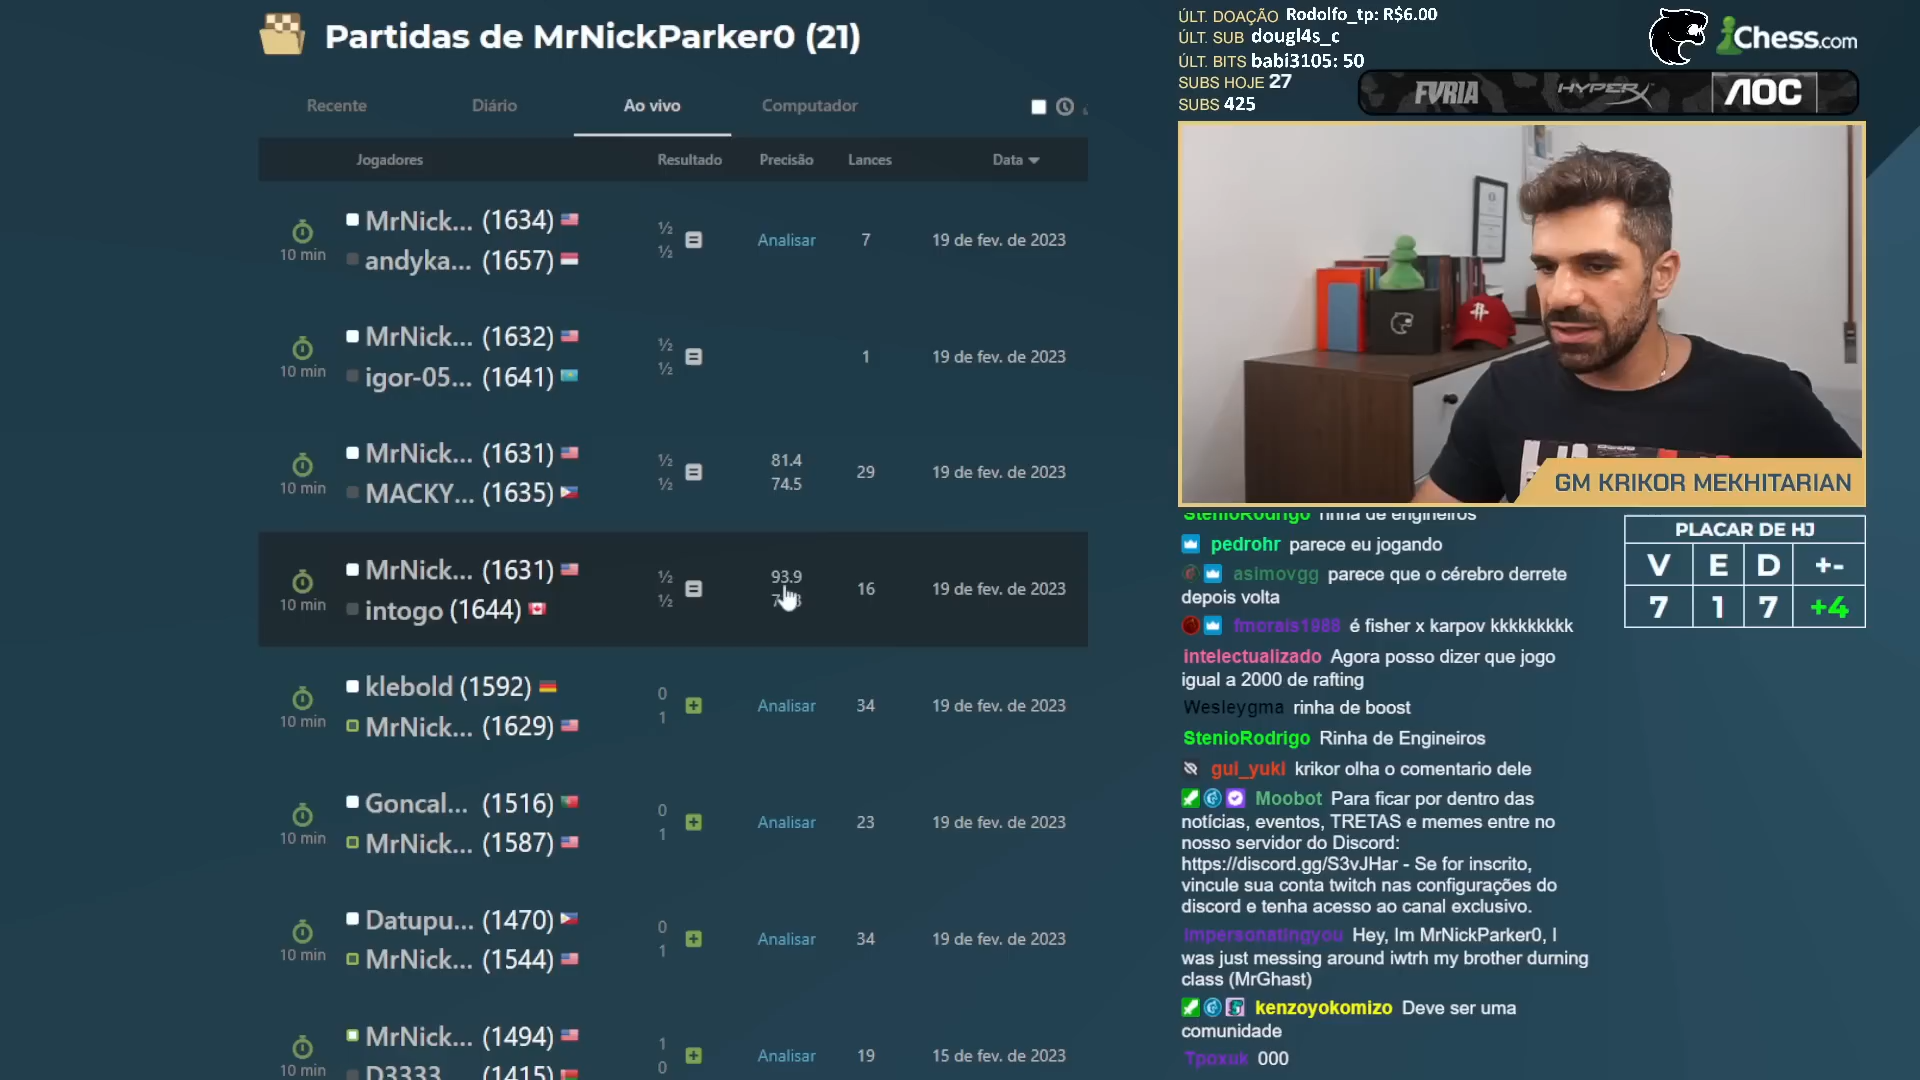 Partidas de MrNickParker0 (21)
Recente Diário Ao vivo Computador
Jogadores Resultado Precisão Lances Data
MrNick... (1634)
½
10 min andyka... (1657) ½ Analisar 7 19 de fev. de 2023
MrNick... (1632)
½
10 min igor-05... (1641) ½ 1 19 de fev. de 2023
MrNick... (1631) ½ 81.4
10 min MACKY... (1635) ½ 74.5 29 19 de fev. de 2023
MrNick... (1631) ½ 93.9
10 min intogo (1644) ½ 16 19 de fev. de 2023
klebold (1592) 0
10 min MrNick... (1629) 1 Analisar 34 19 de fev. de 2023
Goncal... (1516) 0
10 min MrNick... (1587) 1 Analisar 23 19 de fev. de 2023
Datupu... (1470) 0
10 min MrNick... (1544) 1 Analisar 34 19 de fev. de 2023
MrNick... (1494) 1
10 min D3333... (1415) 0 Analisar 19 15 de fev. de 2023
ÚLT. DOAÇÃO Rodolfo_tp: R$6.00
ÚLT. SUB dougl4s_c
ÚLT. BITS babi3105: 50
SUBS HOJE 27
SUBS 425
Chess.com
FURIA HYPERX AOC
GM KRIKOR MEKHITARIAN
StenioRodrigo rinha de engineiros
pedrohr parece eu jogando
asimovgg parece que o cérebro derrete
depois volta
fmorais1988 é fisher x karpov kkkkkkkkk
intelectualizado Agora posso dizer que jogo
igual a 2000 de rafting
Wesleygma rinha de boost
StenioRodrigo Rinha de Engineiros
gui_yuki krikor olha o comentario dele
Moobot Para ficar por dentro das
notícias, eventos, TRETAS e memes entre no
nosso servidor do Discord:
https://discord.gg/S3vJHar - Se for inscrito,
vincule sua conta twitch nas configurações do
discord e tenha acesso ao canal exclusivo.
impersonatingyou Hey, Im MrNickParker0, I
was just messing around iwtrh my brother durning
class (MrGhast)
kenzoyokomizo Deve ser uma
comunidade
Tpoxuk 000
PLACAR DE HJ
V E D +-
7 1 7 +4